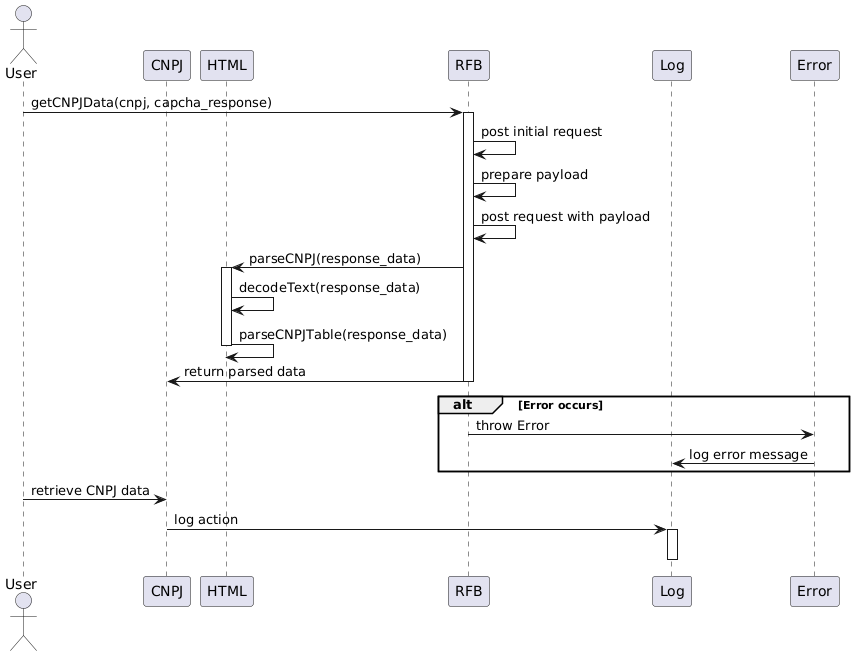 User
CNPJ
HTML
RFB
Log
Error
getCNPJData(cnpj, capcha_response)
post initial request
prepare payload
post request with payload
parseCNPJ(response_data)
decodeText(response_data)
parseCNPJTable(response_data)
return parsed data
alt [Error occurs]
throw Error
log error message
retrieve CNPJ data
log action
User
CNPJ
HTML
RFB
Log
Error